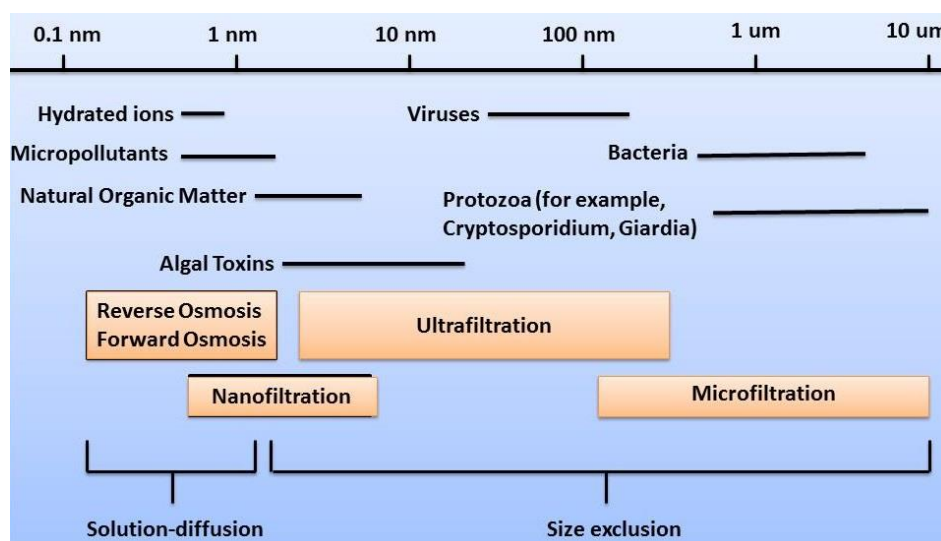 0.1 nm 1 nm 10 nm 100 nm 1 um 10 um
Hydrated ions
Viruses
Micropollutants
Bacteria
Natural Organic Matter
Protozoa (for example,
Cryptosporidium, Giardia)
Algal Toxins
Reverse Osmosis
Forward Osmosis
Ultrafiltration
Nanofiltration
Microfiltration
Solution-diffusion
Size exclusion